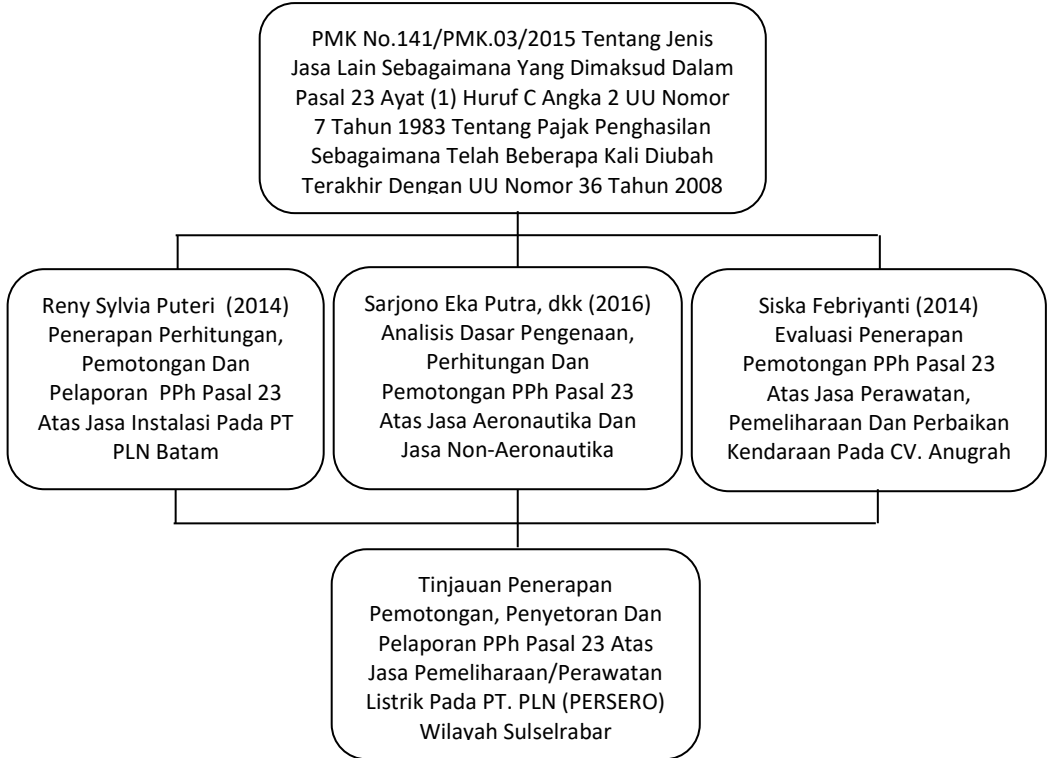 PMK No.141/PMK.03/2015 Tentang Jenis
Jasa Lain Sebagaimana Yang Dimaksud Dalam
Pasal 23 Ayat (1) Huruf C Angka 2 UU Nomor
7 Tahun 1983 Tentang Pajak Penghasilan
Sebagaimana Telah Beberapa Kali Diubah
Terakhir Dengan UU Nomor 36 Tahun 2008
Reny Sylvia Puteri (2014)
Penerapan Perhitungan,
Pemotongan Dan
Pelaporan PPh Pasal 23
Atas Jasa Instalasi Pada PT
PLN Batam
Sarjono Eka Putra, dkk (2016)
Analisis Dasar Pengenaan,
Perhitungan Dan
Pemotongan PPh Pasal 23
Atas Jasa Aeronautika Dan
Jasa Non-Aeronautika
Siska Febriyanti (2014)
Evaluasi Penerapan
Pemotongan PPh Pasal 23
Atas Jasa Perawatan,
Pemeliharaan Dan Perbaikan
Kendaraan Pada CV. Anugrah
Tinjauan Penerapan
Pemotongan, Penyetoran Dan
Pelaporan PPh Pasal 23 Atas
Jasa Pemeliharaan/Perawatan
Listrik Pada PT. PLN (PERSERO)
Wilayah Sulselrabar